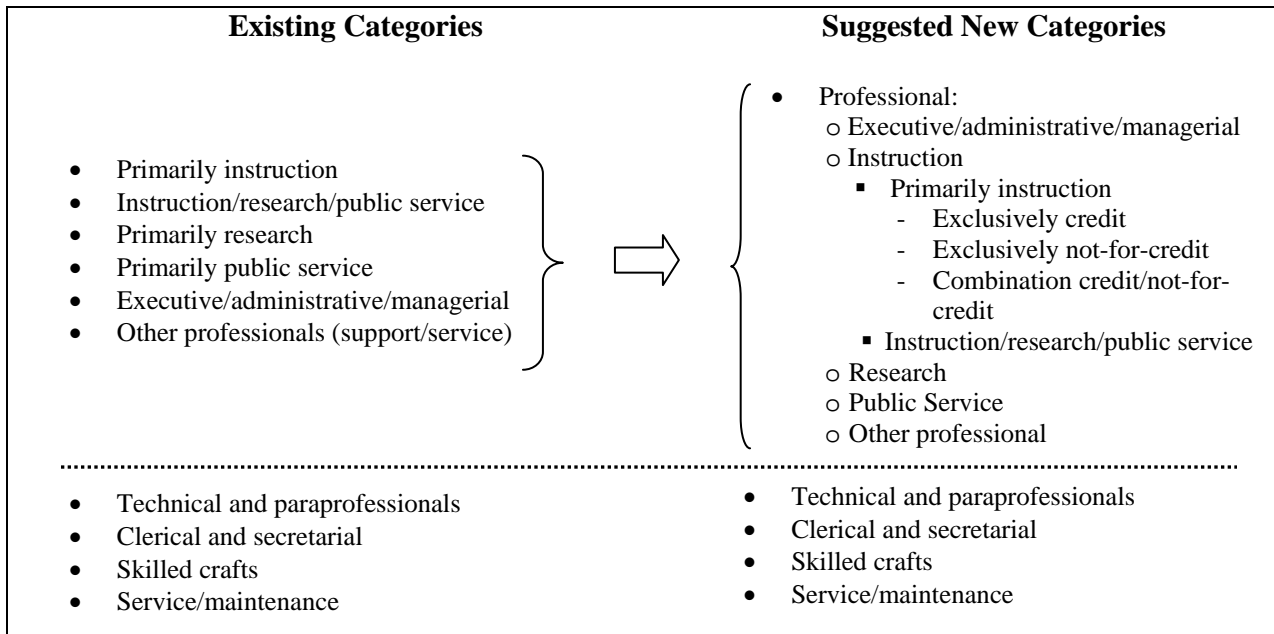 Existing Categories
• Primarily instruction
• Instruction/research/public service
• Primarily research
• Primarily public service
• Executive/administrative/managerial
• Other professionals (support/service)
• Technical and paraprofessionals
• Clerical and secretarial
• Skilled crafts
• Service/maintenance
Suggested New Categories
• Professional:
o Executive/administrative/managerial
o Instruction
▪ Primarily instruction
- Exclusively credit
- Exclusively not-for-credit
- Combination credit/not-for-
credit
▪ Instruction/research/public service
o Research
o Public Service
o Other professional
• Technical and paraprofessionals
• Clerical and secretarial
• Skilled crafts
• Service/maintenance